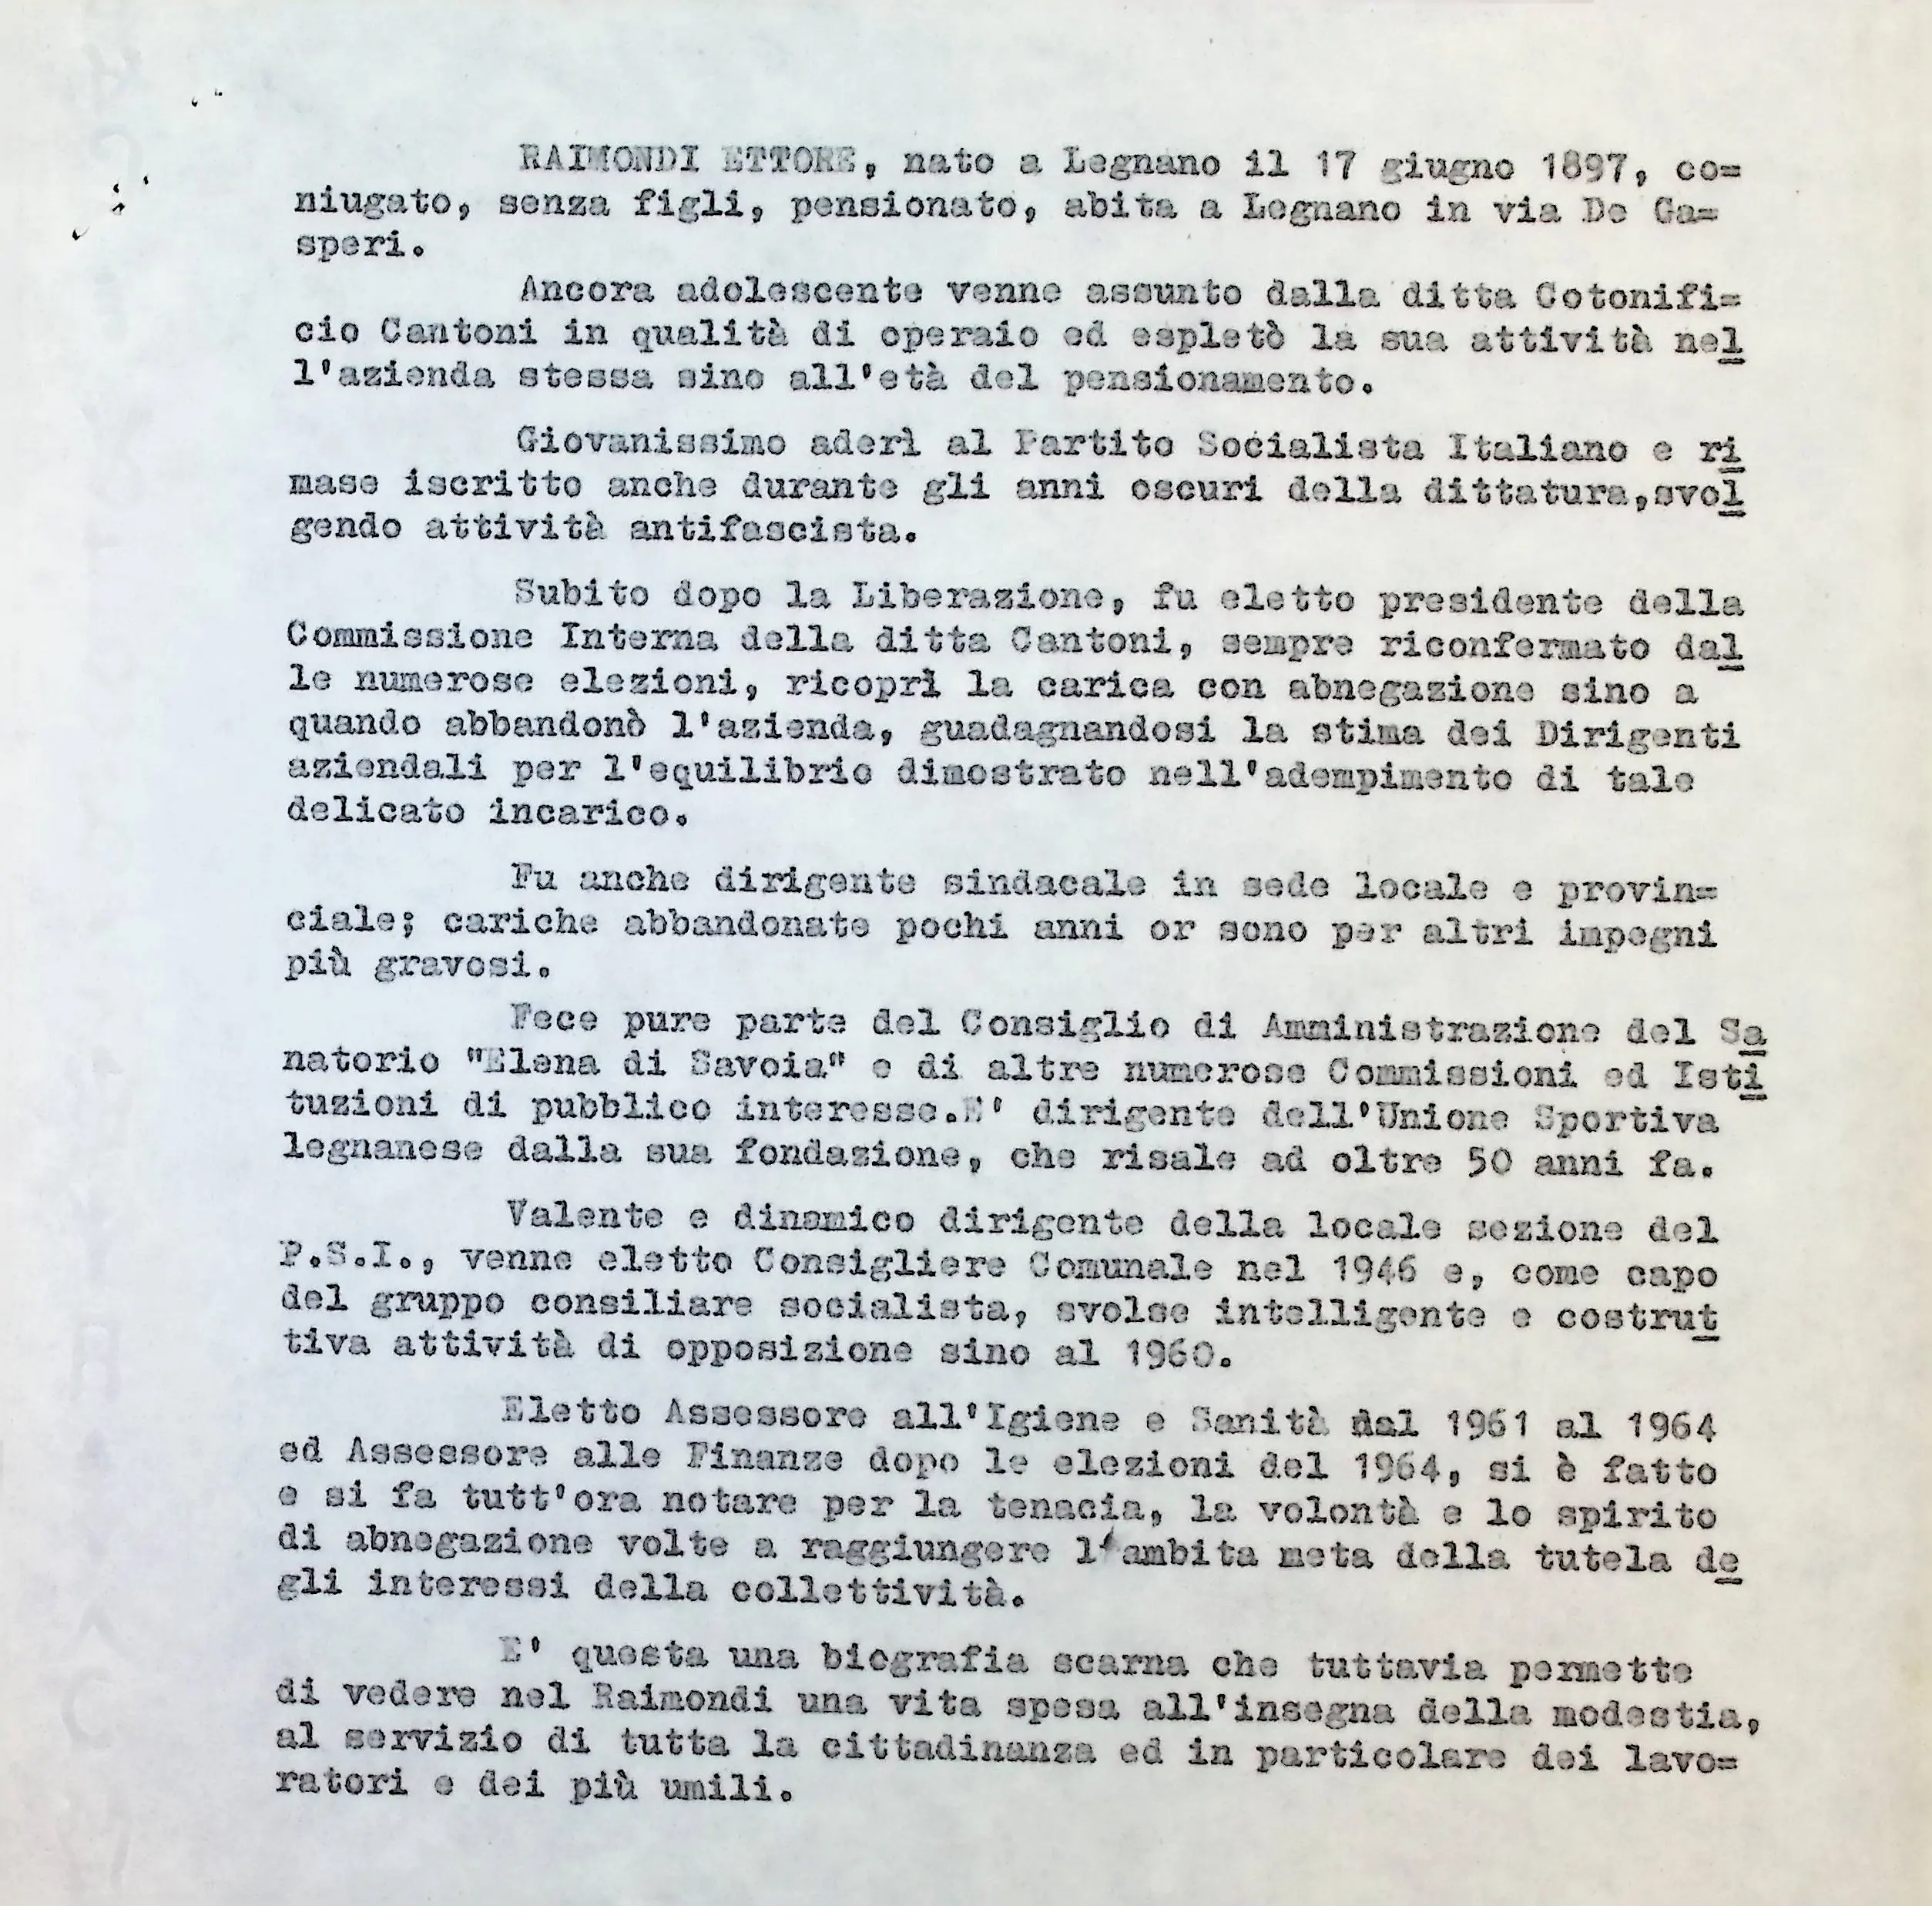 RAIMONDI ETTORE, nato a Legnano il 17 giugno 1897, co=
niugato, senza figli, pensionato, abita a Legnano in via De Ga=
speri.
Ancora adolescente venne assunto dalla ditta Cotonifi=
cio Cantoni in qualità di operaio ed espletò la sua attività nel
l'azienda stessa sino all'età del pensionamento.
Giovanissimo aderì al Partito Socialista Italiano e ri
mase iscritto anche durante gli anni oscuri della dittatura,svol
gendo attività antifascista.
Subito dopo la Liberazione, fu eletto presidente della
Commissione Interna della ditta Cantoni, sempre riconfermato dal
le numerose elezioni, ricoprì la carica con abnegazione sino a
quando abbandonò l'azienda, guadagnandosi la stima dei Dirigenti
aziendali per l'equilibrio dimostrato nell'adempimento di tale
delicato incarico.
Fu anche dirigente sindacale in sede locale e provin=
ciale; cariche abbandonate pochi anni or sono per altri impegni
più gravosi.
Fece pure parte del Consiglio di Amministrazione del Sa
natorio "Elena di Savoia" e di altre numerose Commissioni ed Isti
tuzioni di pubblico interesse.E' dirigente dell'Unione Sportiva
legnanese dalla sua fondazione, che risale ad oltre 50 anni fa.
Valente e dinamico dirigente della locale sezione del
P.S.I., venne eletto Consigliere Comunale nel 1946 e, come capo
del gruppo consiliare socialista, svolse intelligente e costrut
tiva attività di opposizione sino al 1960.
Eletto Assessore all'Igiene e Sanità dal 1961 al 1964
ed Assessore alle Finanze dopo le elezioni del 1964, si è fatto
e si fa tutt'ora notare per la tenacia, la volontà e lo spirito
di abnegazione volte a raggiungere l'ambita meta della tutela de
gli interessi della collettività.
E' questa una biografia scarna che tuttavia permette
di vedere nel Raimondi una vita spesa all'insegna della modestia,
al servizio di tutta la cittadinanza ed in particolare dei lavo=
ratori e dei più umili.